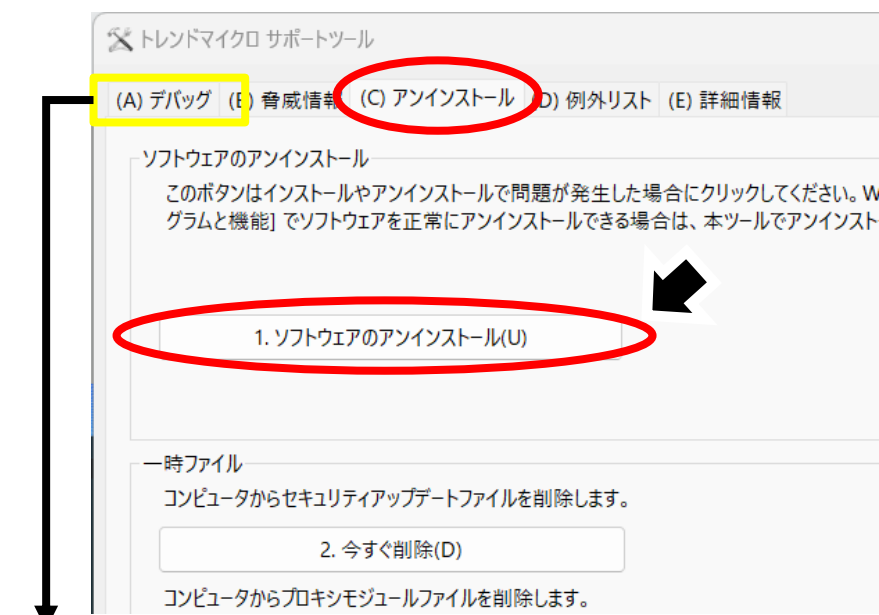 トレンドマイクロ サポートツール
(A) デバッグ (B) 脅威情報 (C) アンインストール (D) 例外リスト (E) 詳細情報
ソフトウェアのアンインストール
このボタンはインストールやアンインストールで問題が発生した場合にクリックしてください。W
グラムと機能] でソフトウェアを正常にアンインストールできる場合は、本ツールでアンインスト
1. ソフトウェアのアンインストール(U)
一時ファイル
コンピュータからセキュリティアップデートファイルを削除します。
2. 今すぐ削除(D)
コンピュータからプロキシモジュールファイルを削除します。